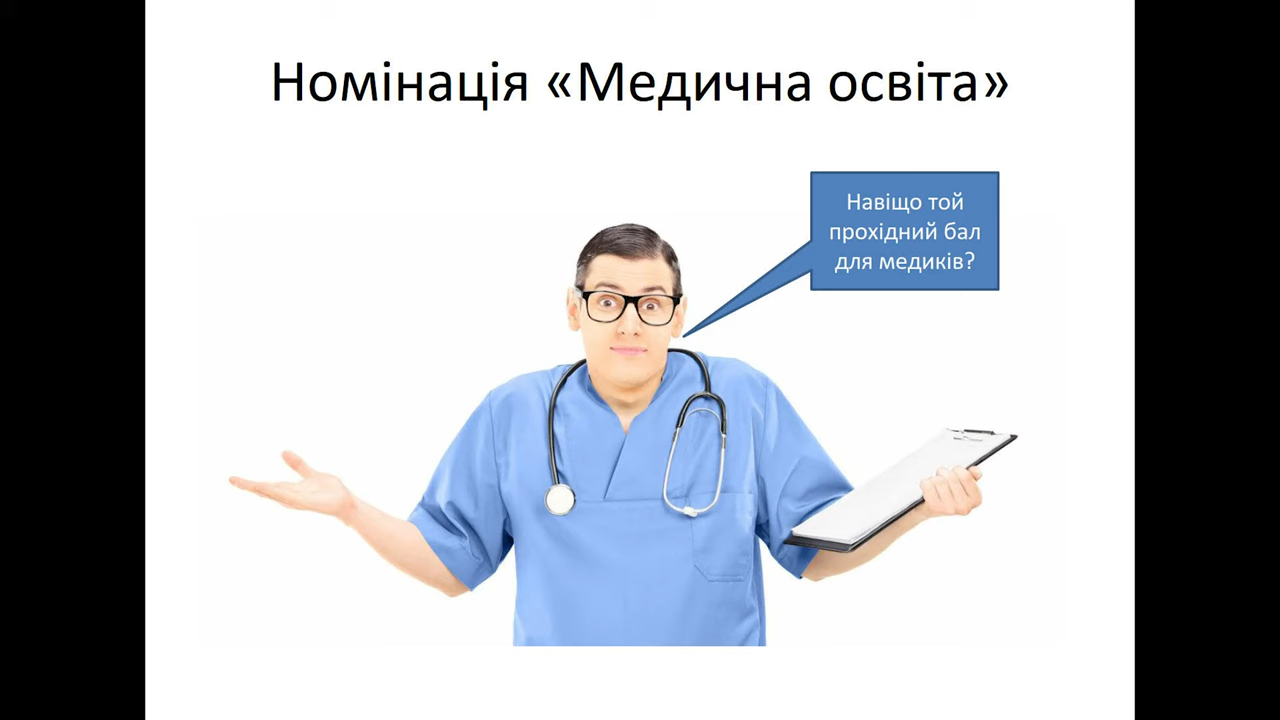 Номінація «Медична освіта»
Навіщо той
прохідний бал
для медиків?